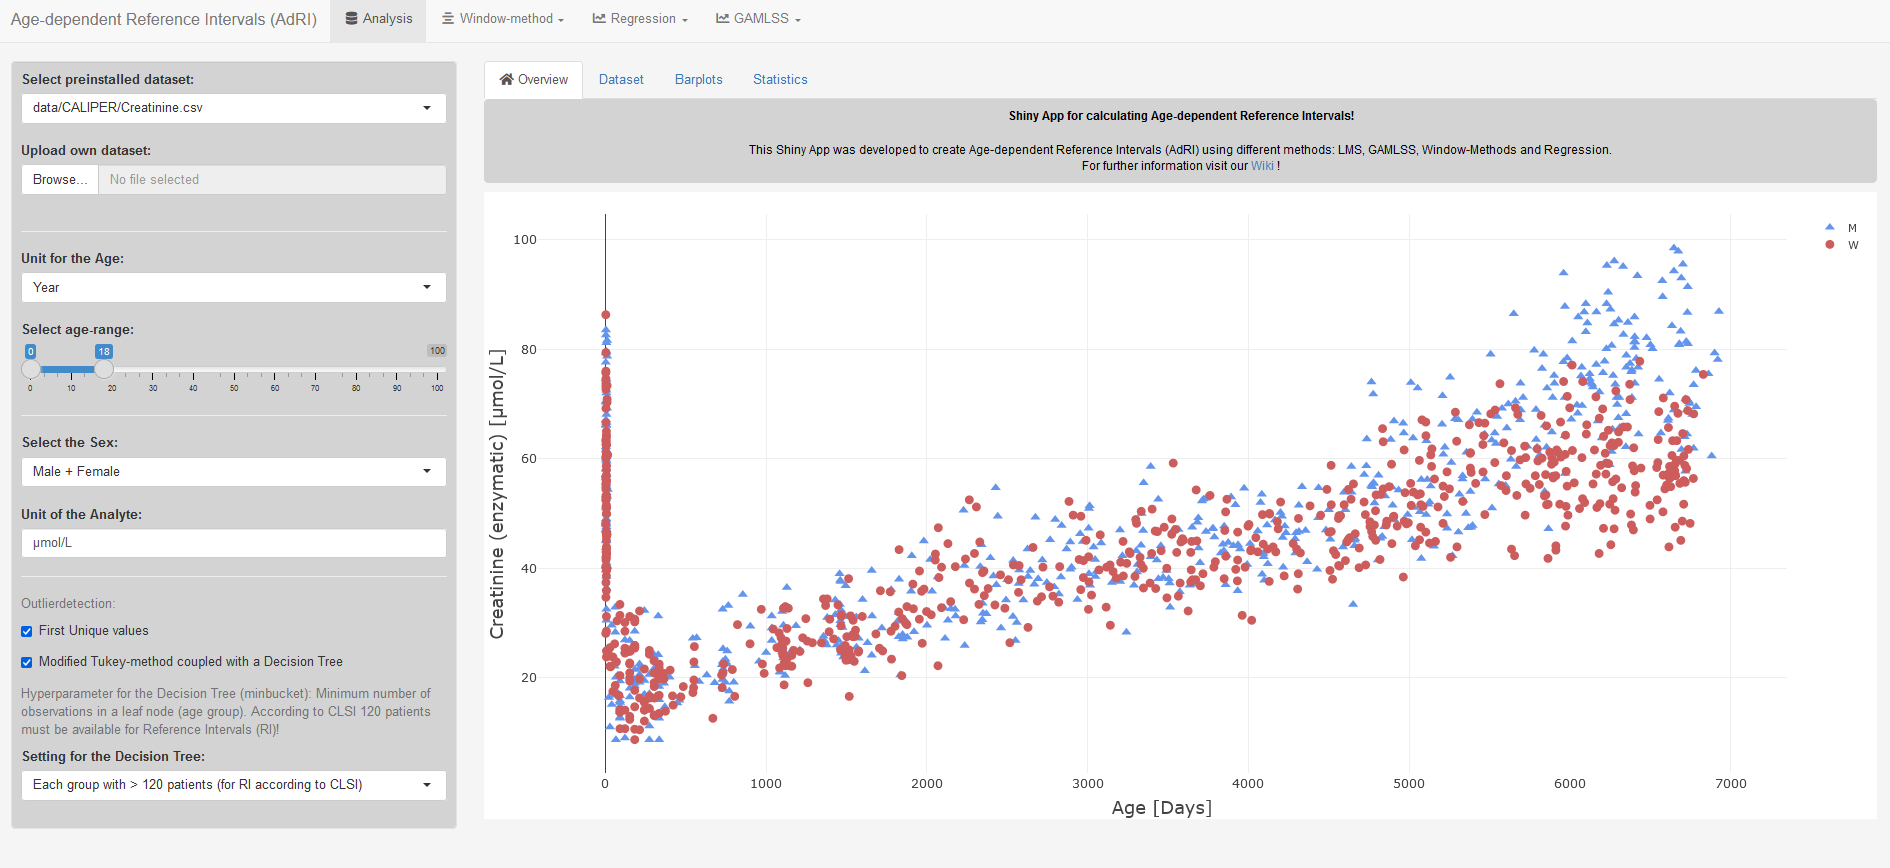 Age-dependent Reference Intervals (AdRI)
Analysis
Window-method
Regression
GAMLSS
Select preinstalled dataset:
data/CALIPER/Creatinine.csv
Upload own dataset:
Browse...
No file selected
Unit for the Age:
Year
Select age-range:
0
18
100
0 10 20 30 40 50 60 70 80 90 100
Select the Sex:
Male + Female
Unit of the Analyte:
µmol/L
Outlierdetection:
First Unique values
Modified Tukey-method coupled with a Decision Tree
Hyperparameter for the Decision Tree (minbucket): Minimum number of
observations in a leaf node (age group). According to CLSI 120 patients
must be available for Reference Intervals (RI)!
Setting for the Decision Tree:
Each group with > 120 patients (for RI according to CLSI)
Overview
Dataset
Barplots
Statistics
Shiny App for calculating Age-dependent Reference Intervals!
This Shiny App was developed to create Age-dependent Reference Intervals (AdRI) using different methods: LMS, GAMLSS, Window-Methods and Regression.
For further information visit our Wiki !
Creatinine (enzymatic) [µmol/L]
100
80
60
40
20
0 1000 2000 3000 4000 5000 6000 7000
Age [Days]
M
W